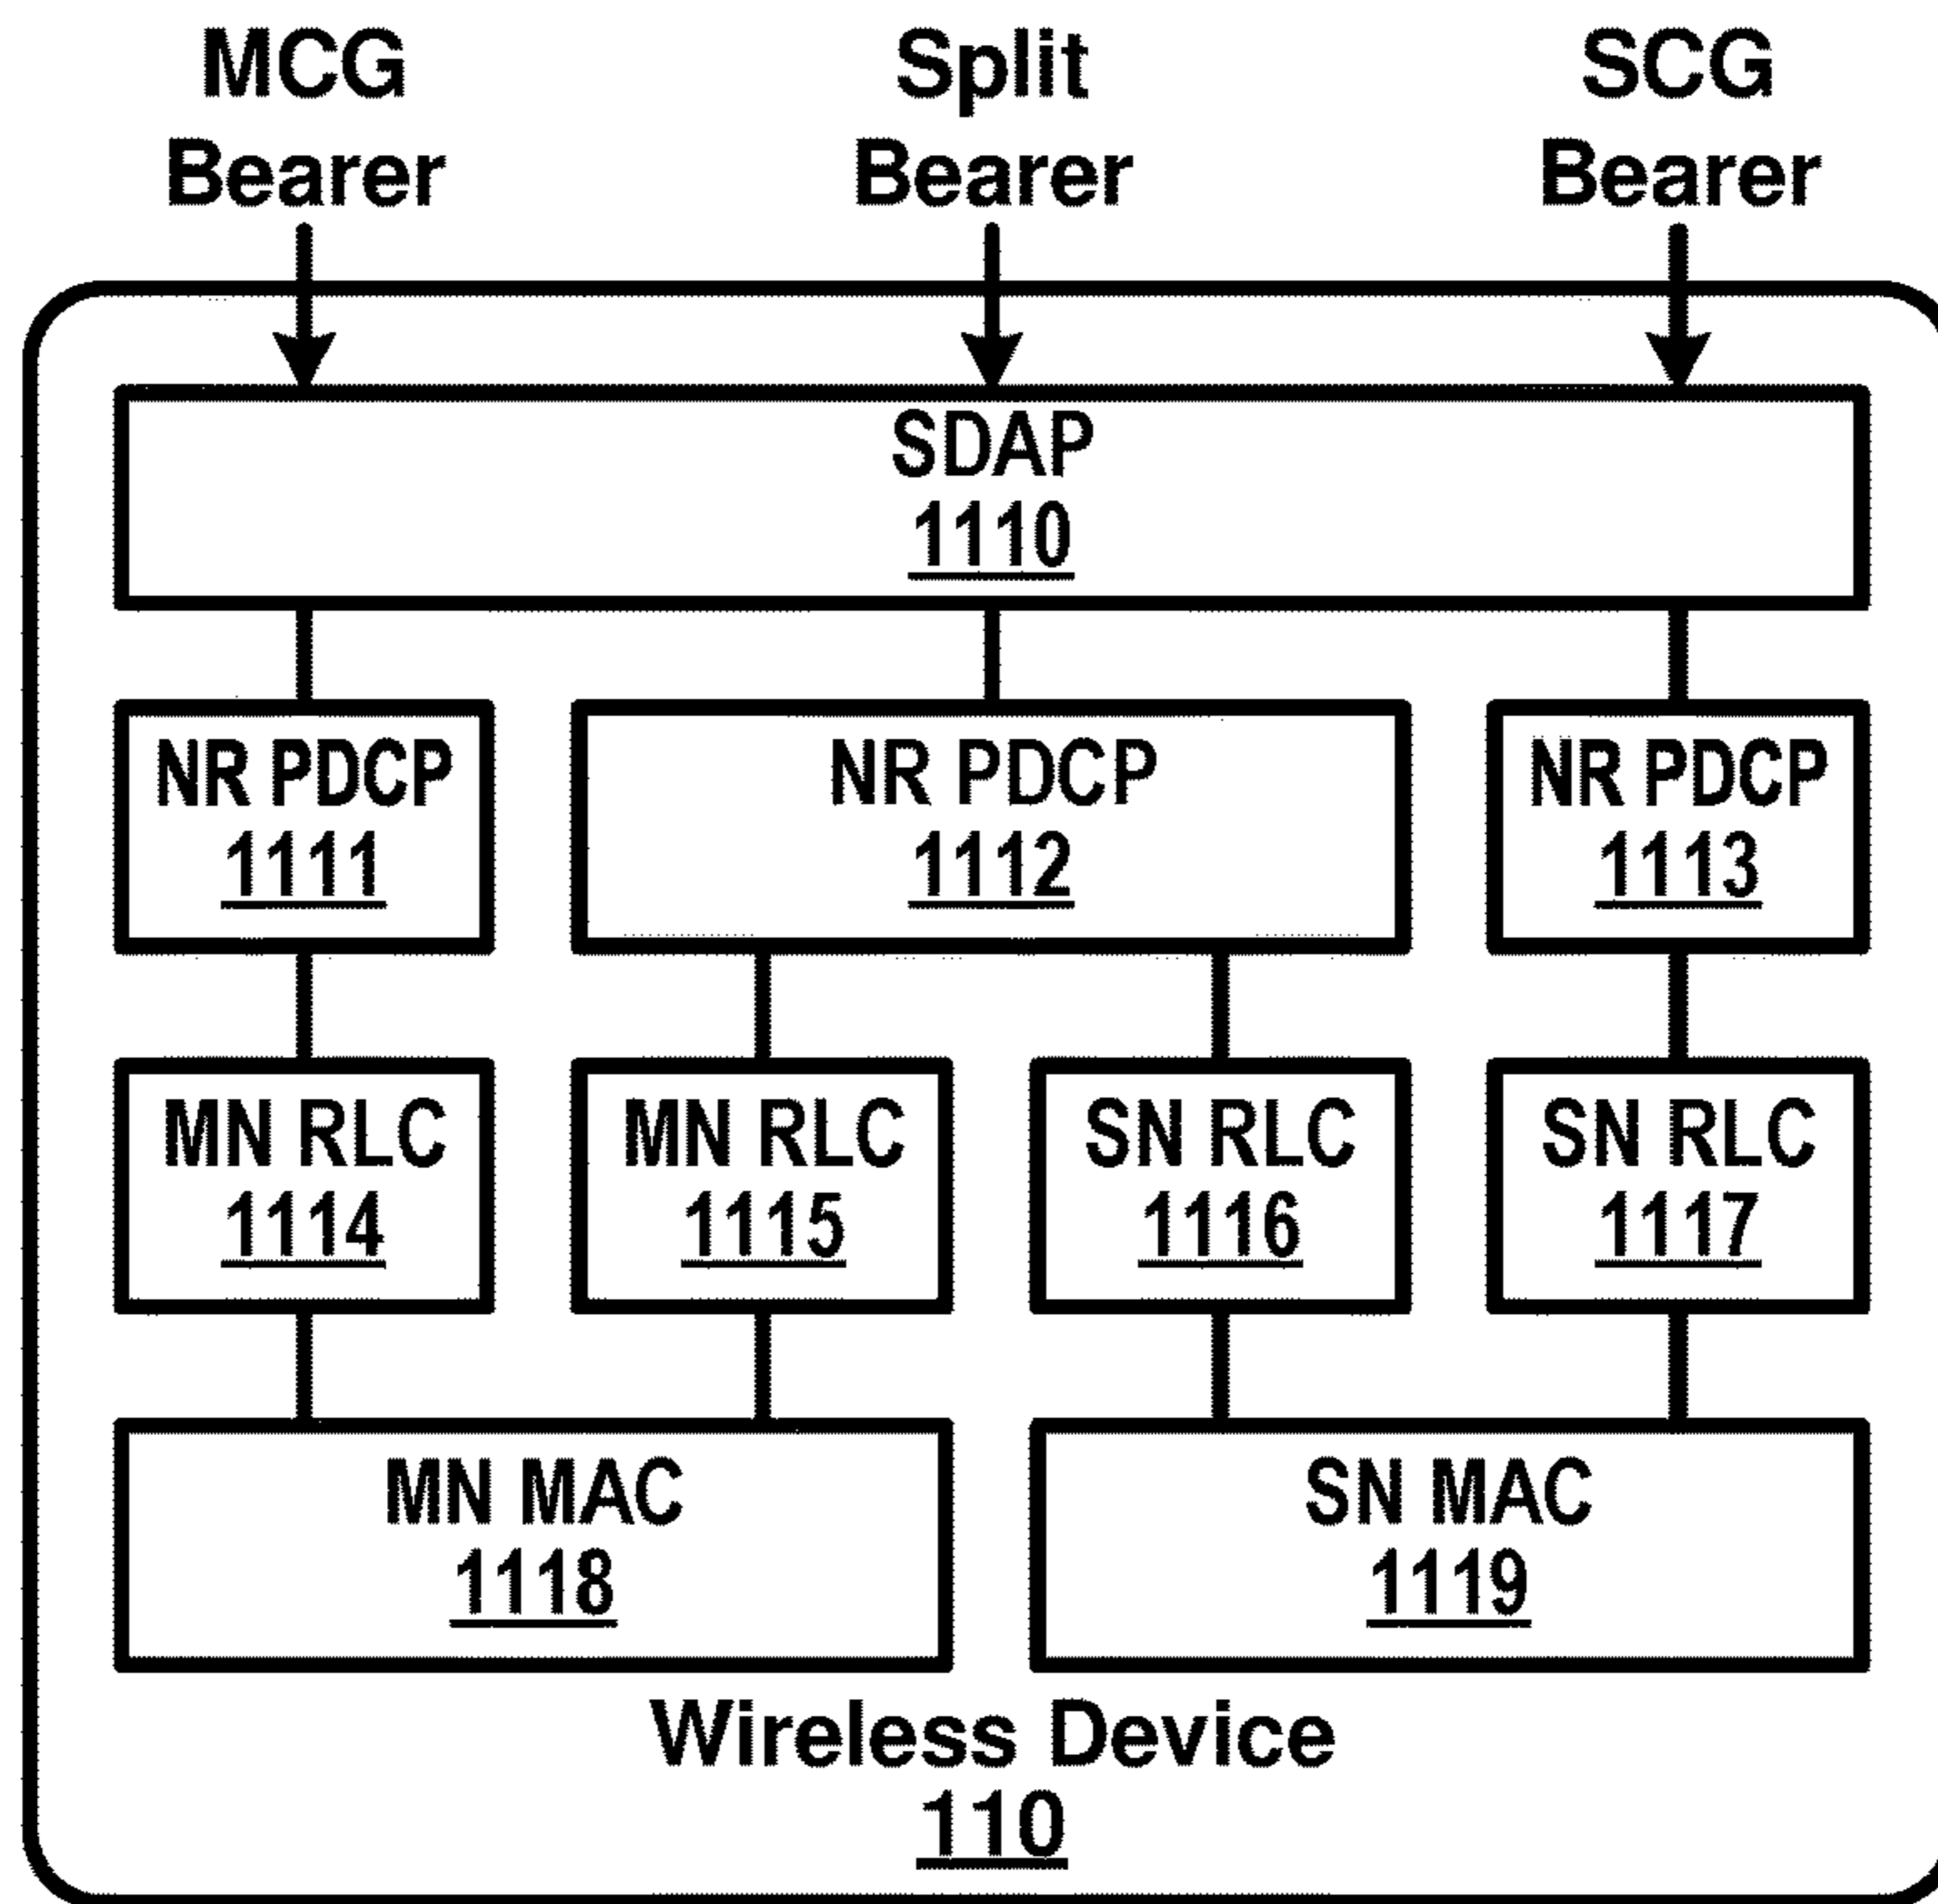 MCG
Bearer
Split
Bearer
SCG
Bearer
SDAP
1110
NR PDCP
1111
NR PDCP
1112
NR PDCP
1113
MN RLC
1114
MN RLC
1115
SN RLC
1116
SN RLC
1117
MN MAC
1118
SN MAC
1119
Wireless Device
110